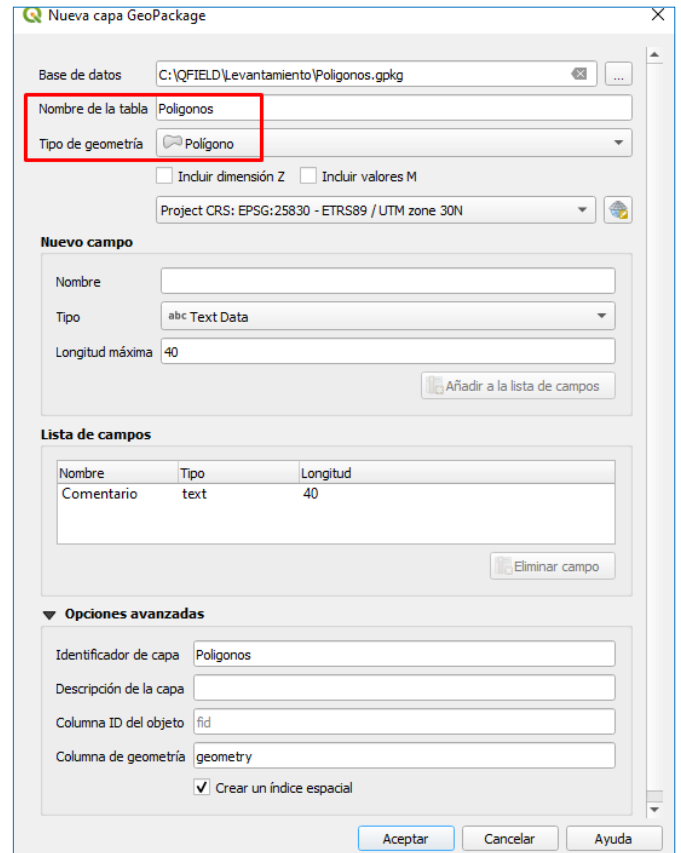 Nueva capa GeoPackage
Base de datos C:\QFIELD\Levantamiento\Poligonos.gpkg ...
Nombre de la tabla Poligonos
Tipo de geometría Polígono
Incluir dimensión Z Incluir valores M
Project CRS: EPSG:25830 - ETRS89 / UTM zone 30N
Nuevo campo
Nombre
Tipo abc Text Data
Longitud máxima 40
Añadir a la lista de campos
Lista de campos
Nombre Tipo Longitud
Comentario text 40
Eliminar campo
Opciones avanzadas
Identificador de capa Poligonos
Descripción de la capa
Columna ID del objeto fid
Columna de geometría geometry
Crear un índice espacial
Aceptar Cancelar Ayuda